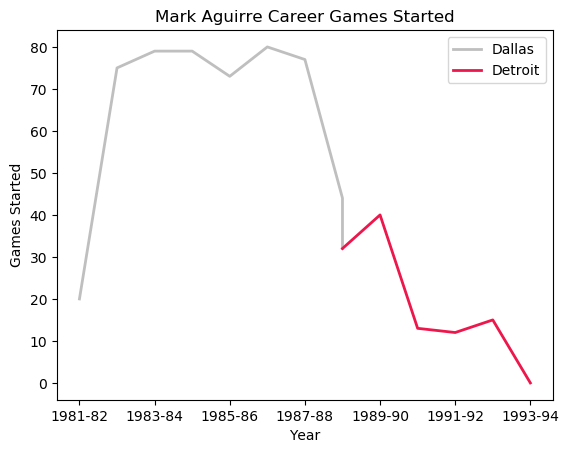 Mark Aguirre Career Games Started
Dallas
Detroit
80
70
60
50
40
30
20
10
0
Games Started
1981-82 1983-84 1985-86 1987-88 1989-90 1991-92 1993-94
Year